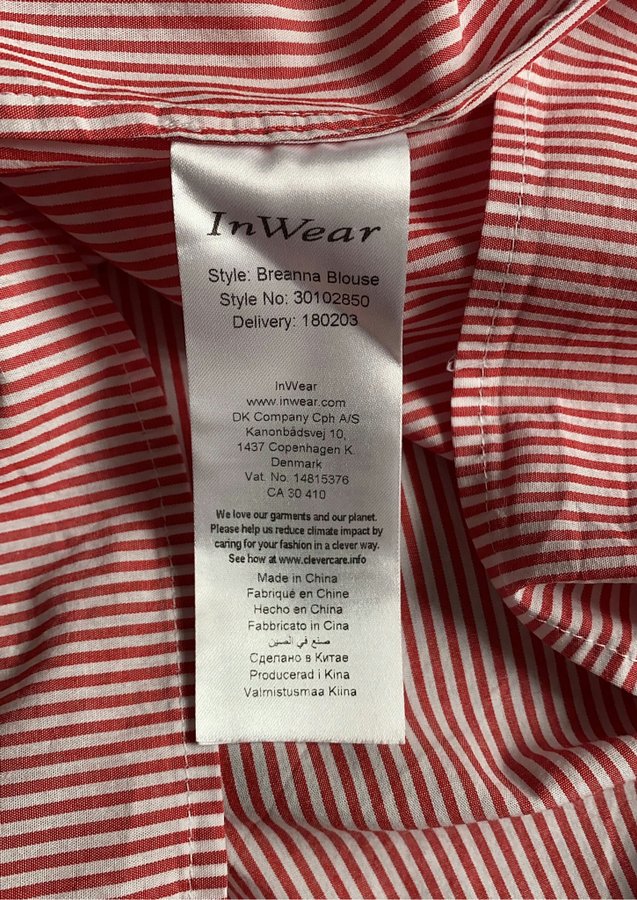 InWear
Style: Breanna Blouse
Style No: 30102850
Delivery: 180203
InWear
www.inwear.com
DK Company Cph A/S
Kanonbådsvej 10,
1437 Copenhagen K.
Denmark
Vat. No. 14815376
CA 30 410
We love our garments and our planet.
Please help us reduce climate impact by
caring for your fashion in a clever way.
See how at www.clevercare.info
Made in China
Fabriqué en Chine
Hecho en China
Fabbricato in Cina
صنع في الصين
Сделано в Китае
Producerad i Kina
Valmistusmaa Kiina